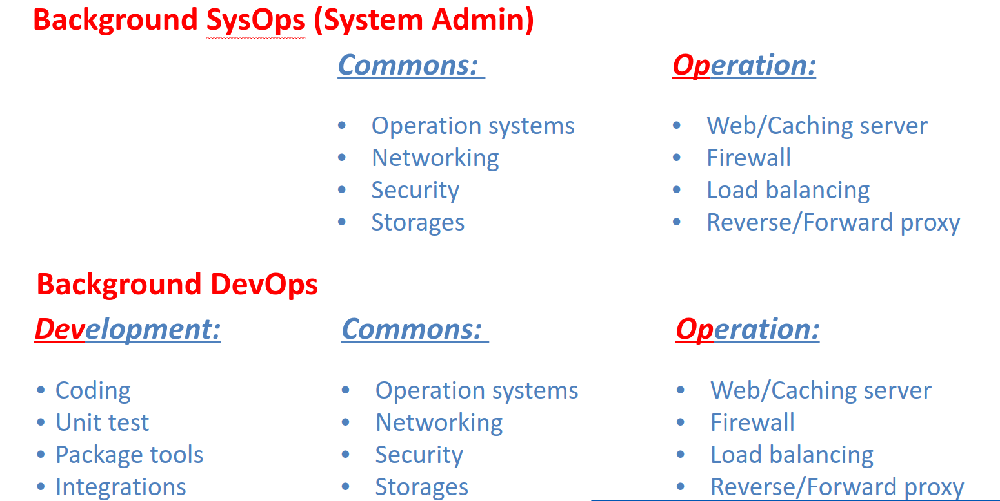 Background SysOps (System Admin)
Commons: Operation:
• Operation systems • Web/Caching server
• Networking • Firewall
• Security • Load balancing
• Storages • Reverse/Forward proxy
Background DevOps
Development: Commons: Operation:
• Coding • Operation systems • Web/Caching server
• Unit test • Networking • Firewall
• Package tools • Security • Load balancing
• Integrations • Storages • Reverse/Forward proxy